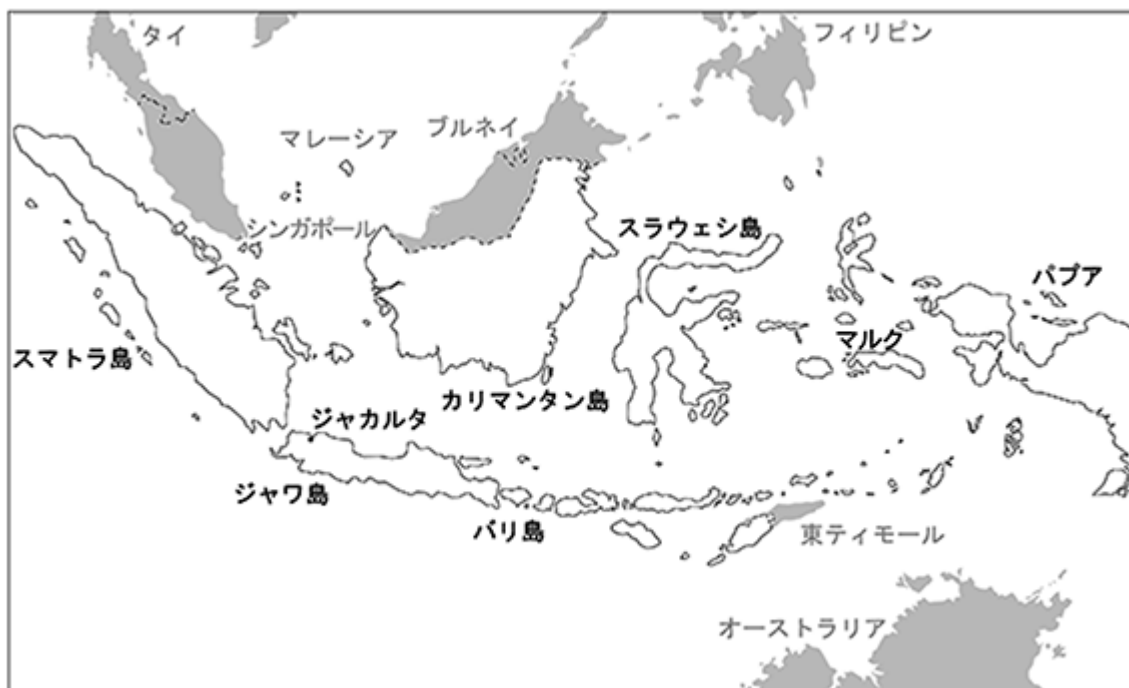 タイ
フィリピン
マレーシア
ブルネイ
シンガポール
スラウェシ島
パプア
マルク
スマトラ島
カリマンタン島
ジャカルタ
ジャワ島
バリ島
東ティモール
オーストラリア